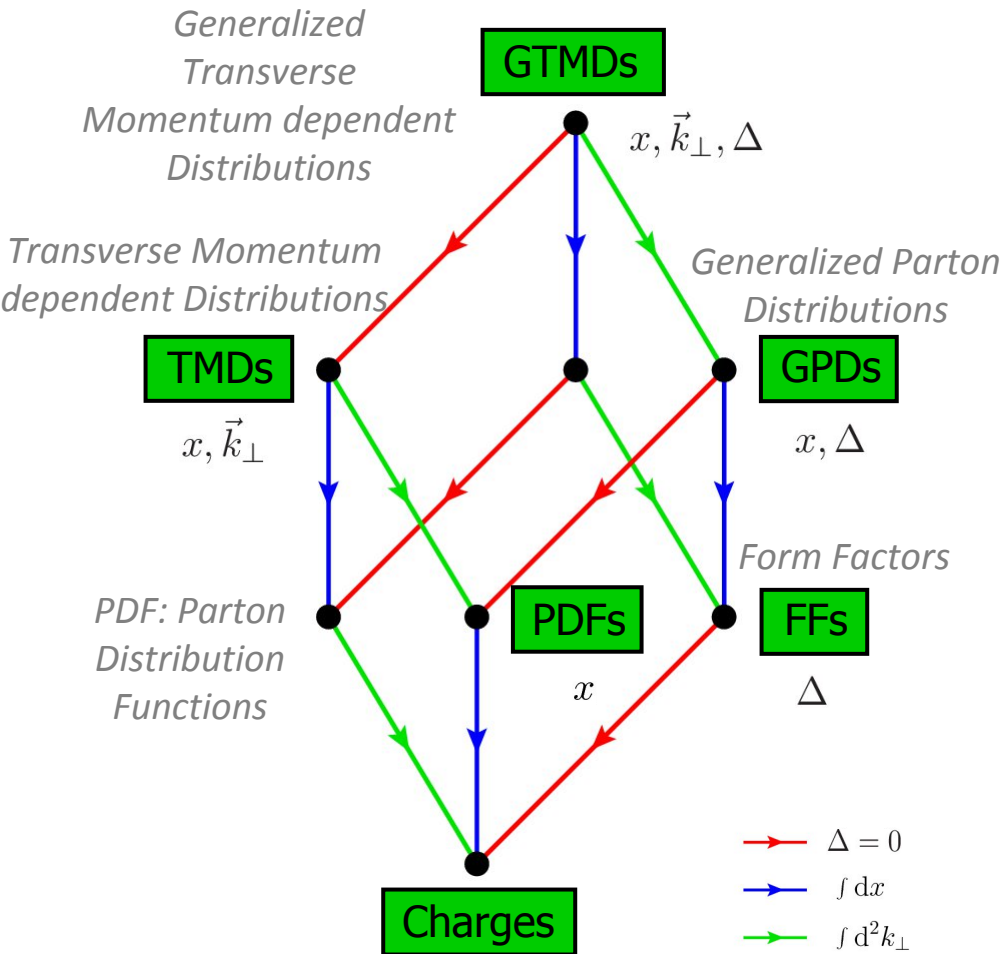 Generalized
Transverse
Momentum dependent
Distributions
GTMDs
x, k⃗⊥, Δ
Transverse Momentum
dependent Distributions
Generalized Parton
Distributions
TMDs
GPDs
x, k⃗⊥
x, Δ
Form Factors
PDF: Parton
Distribution
Functions
PDFs
FFs
x
Δ
Charges
Δ = 0
∫ dx
∫ d²k⊥